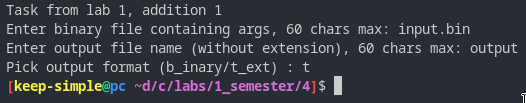 Task from lab 1, addition 1
Enter binary file containing args, 60 chars max: input.bin
Enter output file name (without extension), 60 chars max: output
Pick output format (b_inary/t_ext) : t
[keep-simple@pc ~d/c/labs/1_semester/4]$